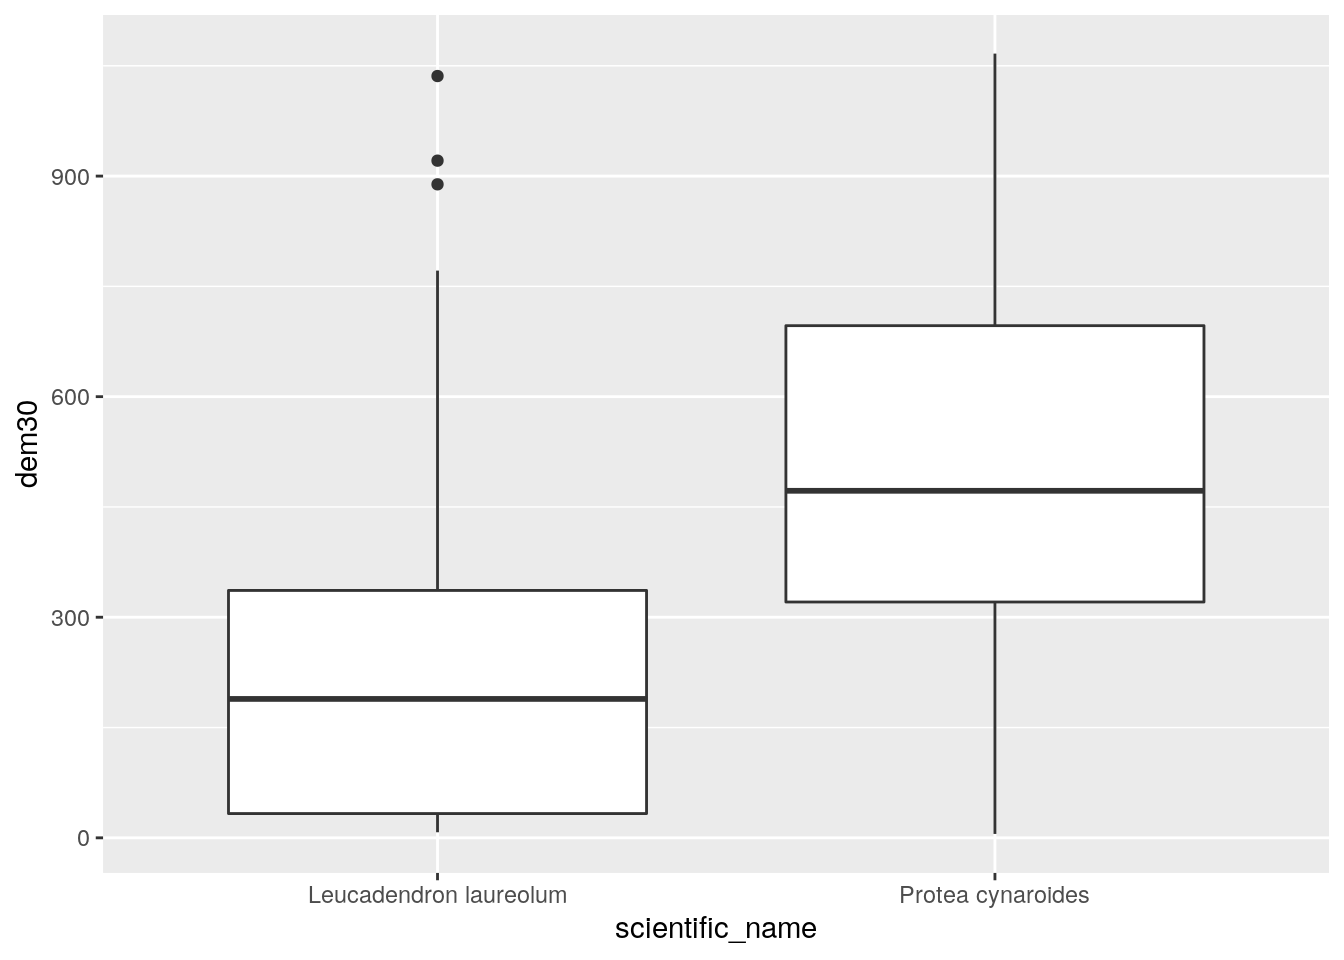 900
600
300
0
dem30
Leucadendron laureolum
Protea cynaroides
scientific_name